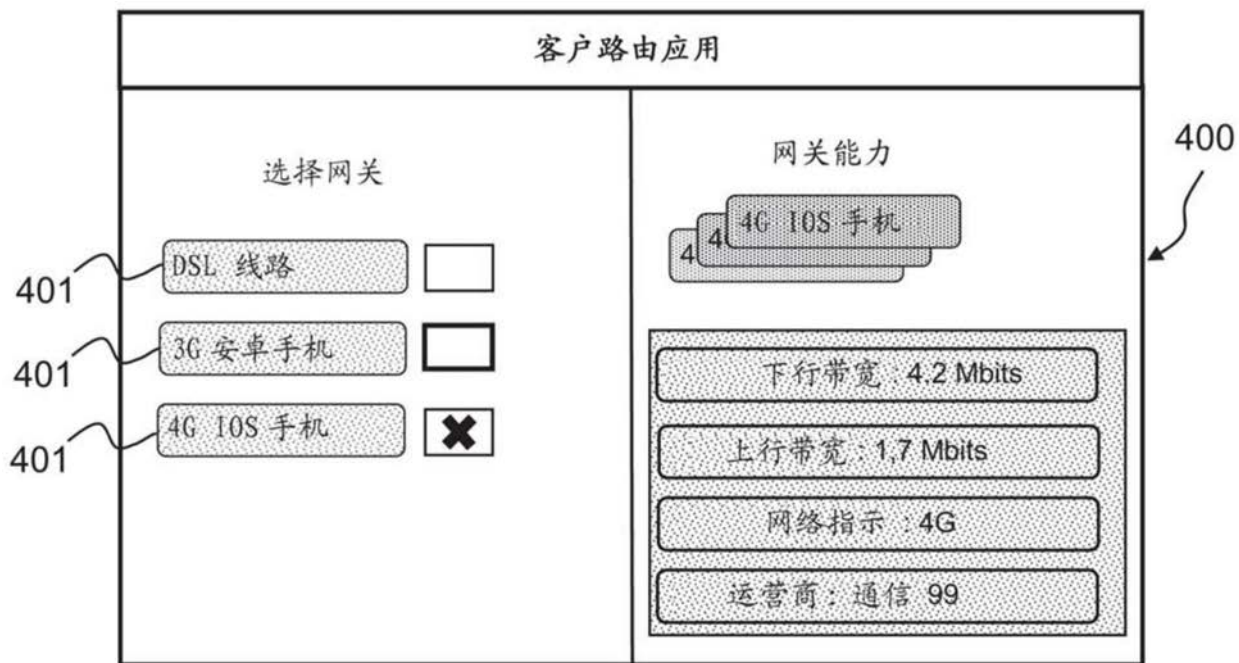 客户路由应用
选择网关
DSL 线路
3G 安卓手机
4G IOS 手机
401
401
401
网关能力
4G IOS 手机
4
4
下行带宽 : 4.2 Mbits
上行带宽 : 1,7 Mbits
网络指示 : 4G
运营商: 通信 99
400